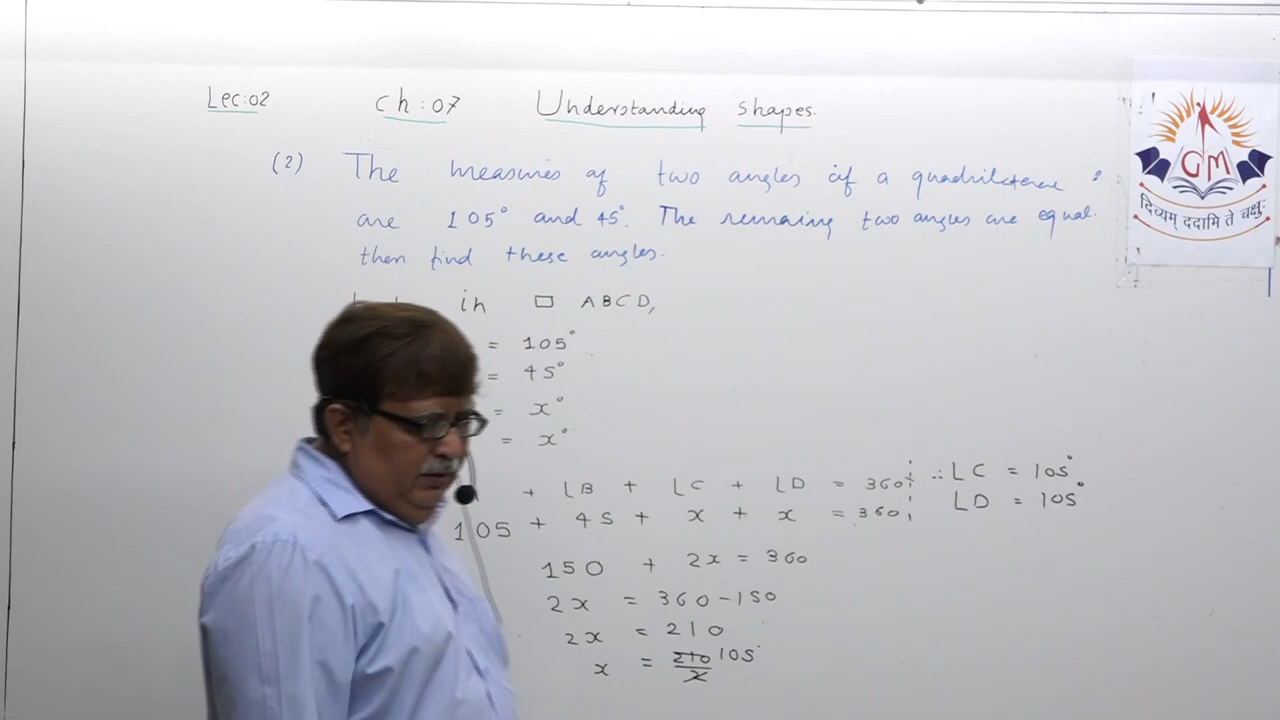 Lec:02 Ch:07 Understanding shapes.
(2) The measures of two angles of a quadrilateral
are 105° and 45°. The remaining two angles are equal.
then find these angles.
in □ ABCD,
= 105°
= 45°
= x°
= x°
+ ∠B + ∠C + ∠D = 360
105 + 45 + x + x = 360
150 + 2x = 360
2x = 360 - 150
2x = 210
x = 210/2 105°
∴ ∠C = 105°
∠D = 105°
GM
दिव्यम् ददामि ते चक्षुः